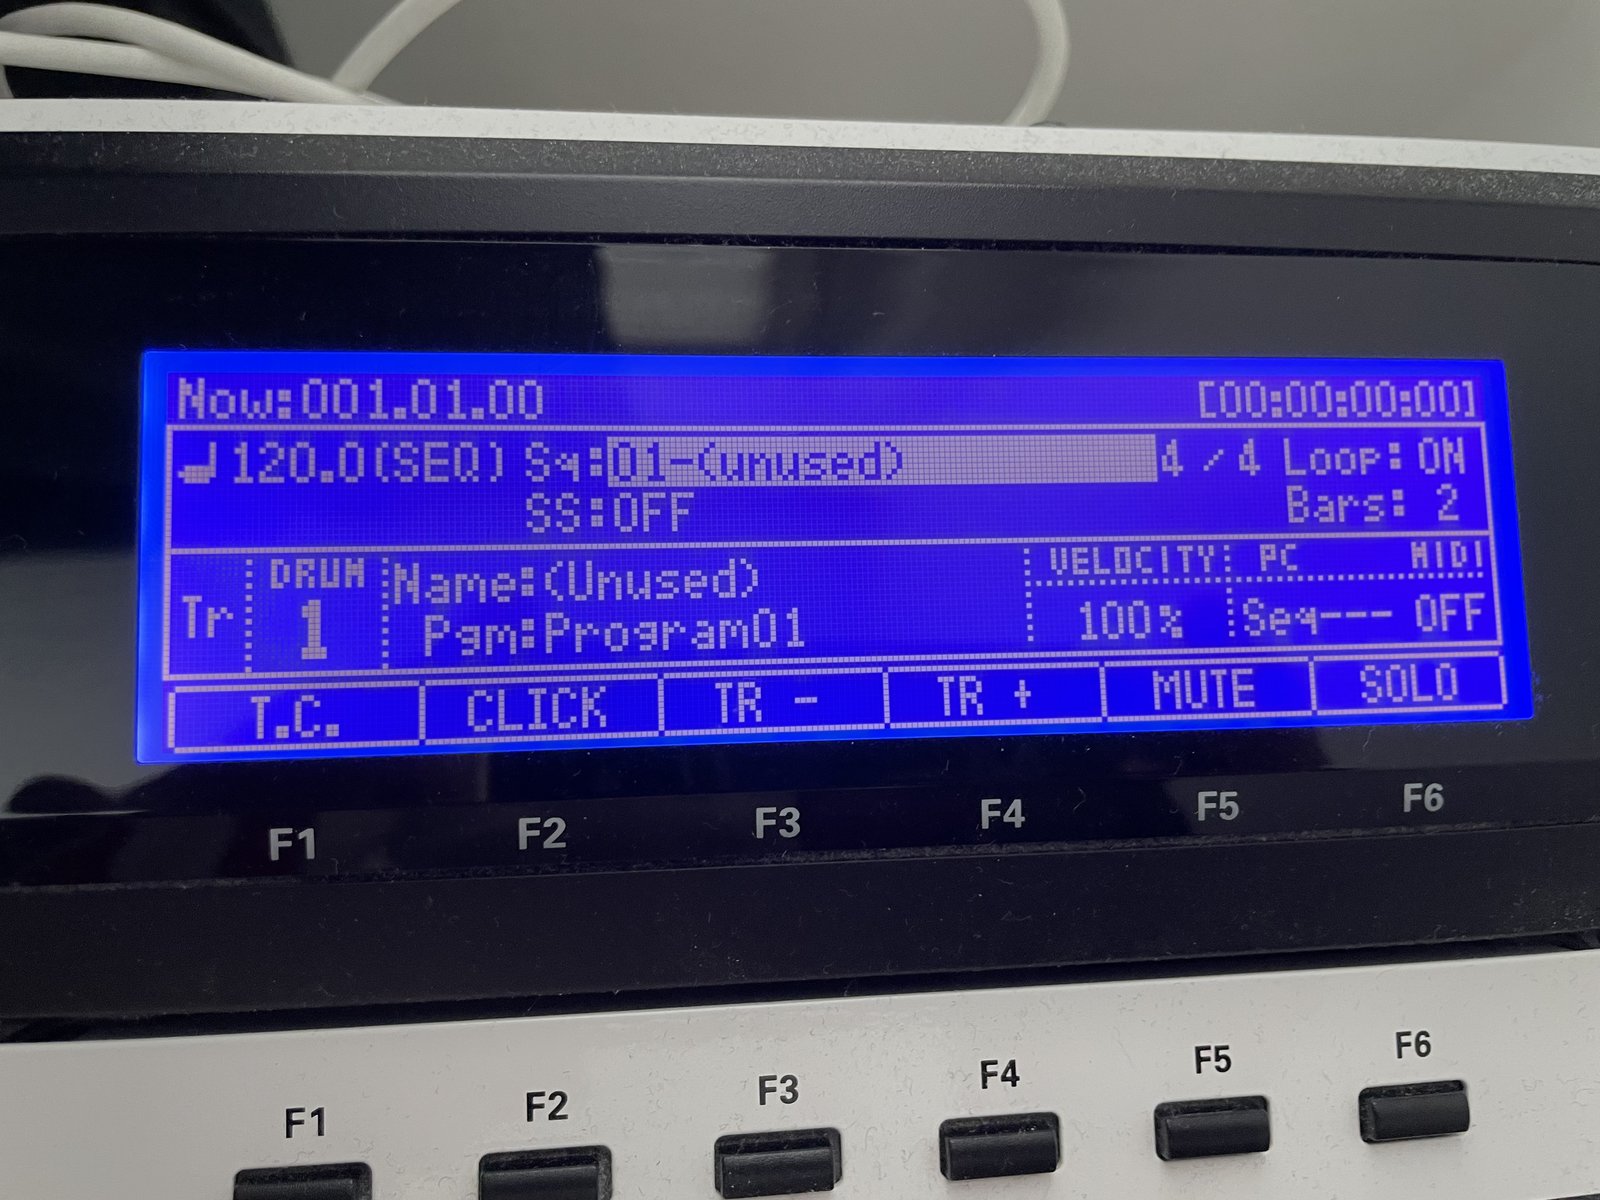 Now:001.01.00 [00:00:00:00]
♩120.0(SEQ) Sq:01-(unused) 4/4 Loop:ON
SS:OFF Bars: 2
DRUM VELOCITY PC MIDI
Tr 1 Name:(Unused)
Pgm:Program01 100% Seq--- OFF
T.C. CLICK TR - TR + MUTE SOLO
F1 F2 F3 F4 F5 F6
F1 F2 F3 F4 F5 F6